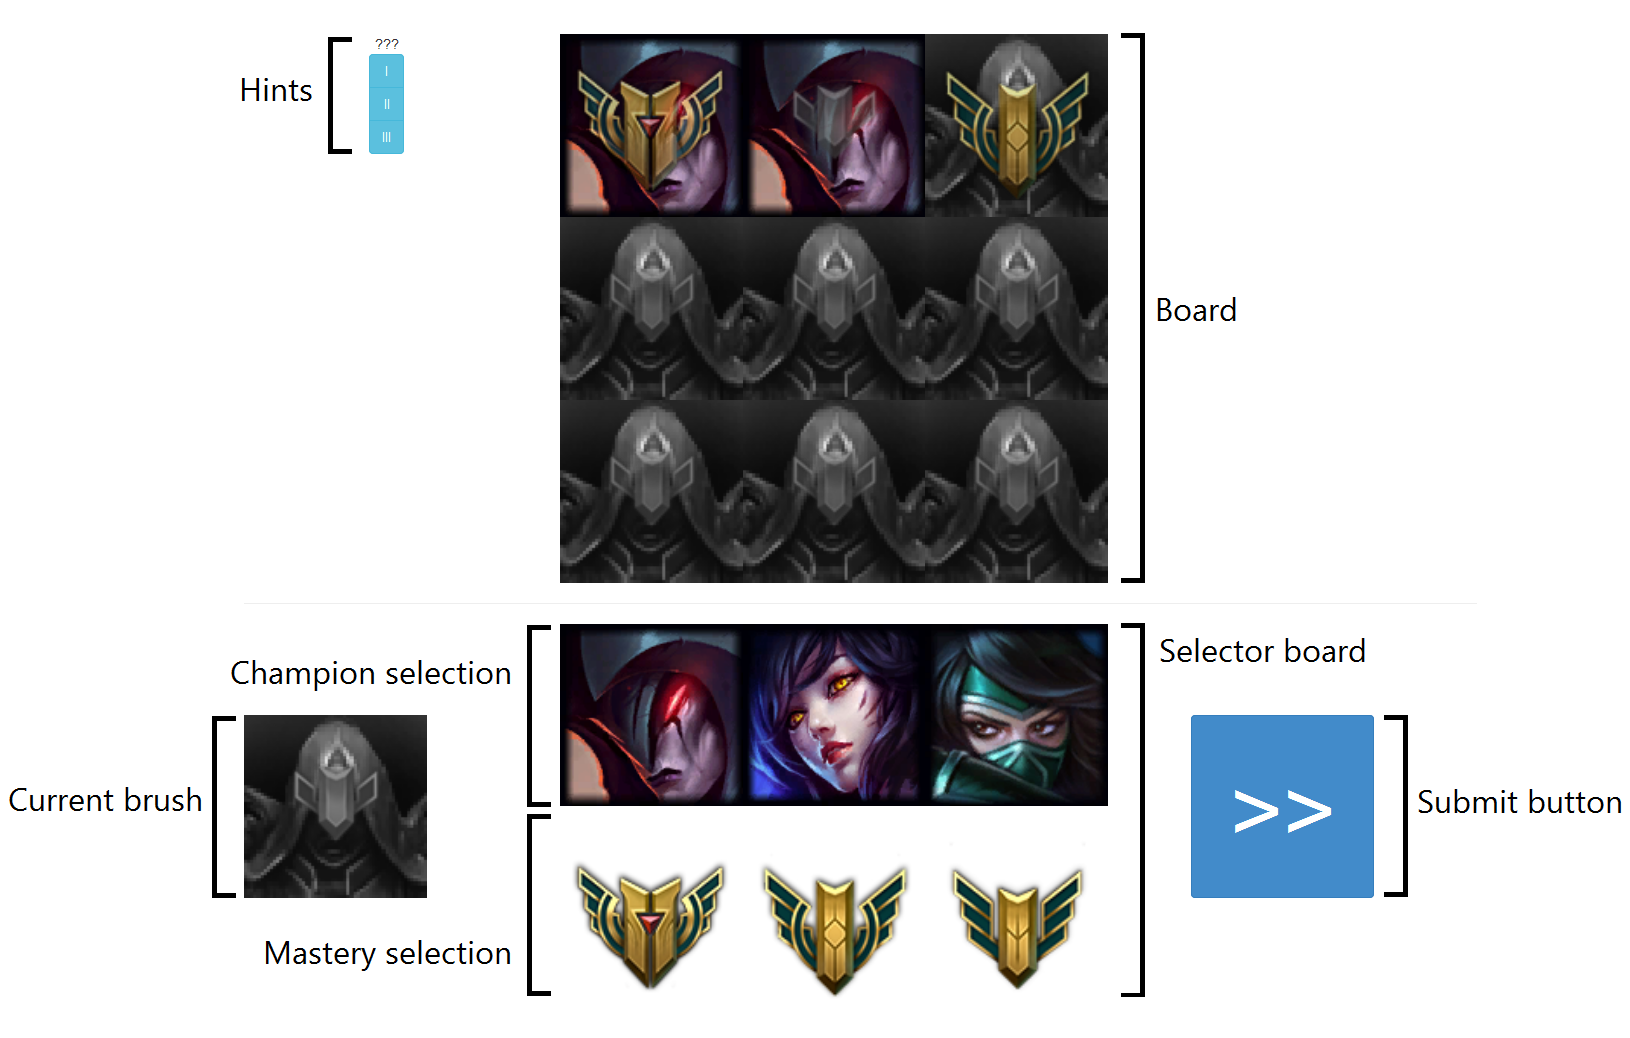 ???
Hints
I
II
III
Board
Champion selection
Selector board
Current brush
>>
Submit button
Mastery selection